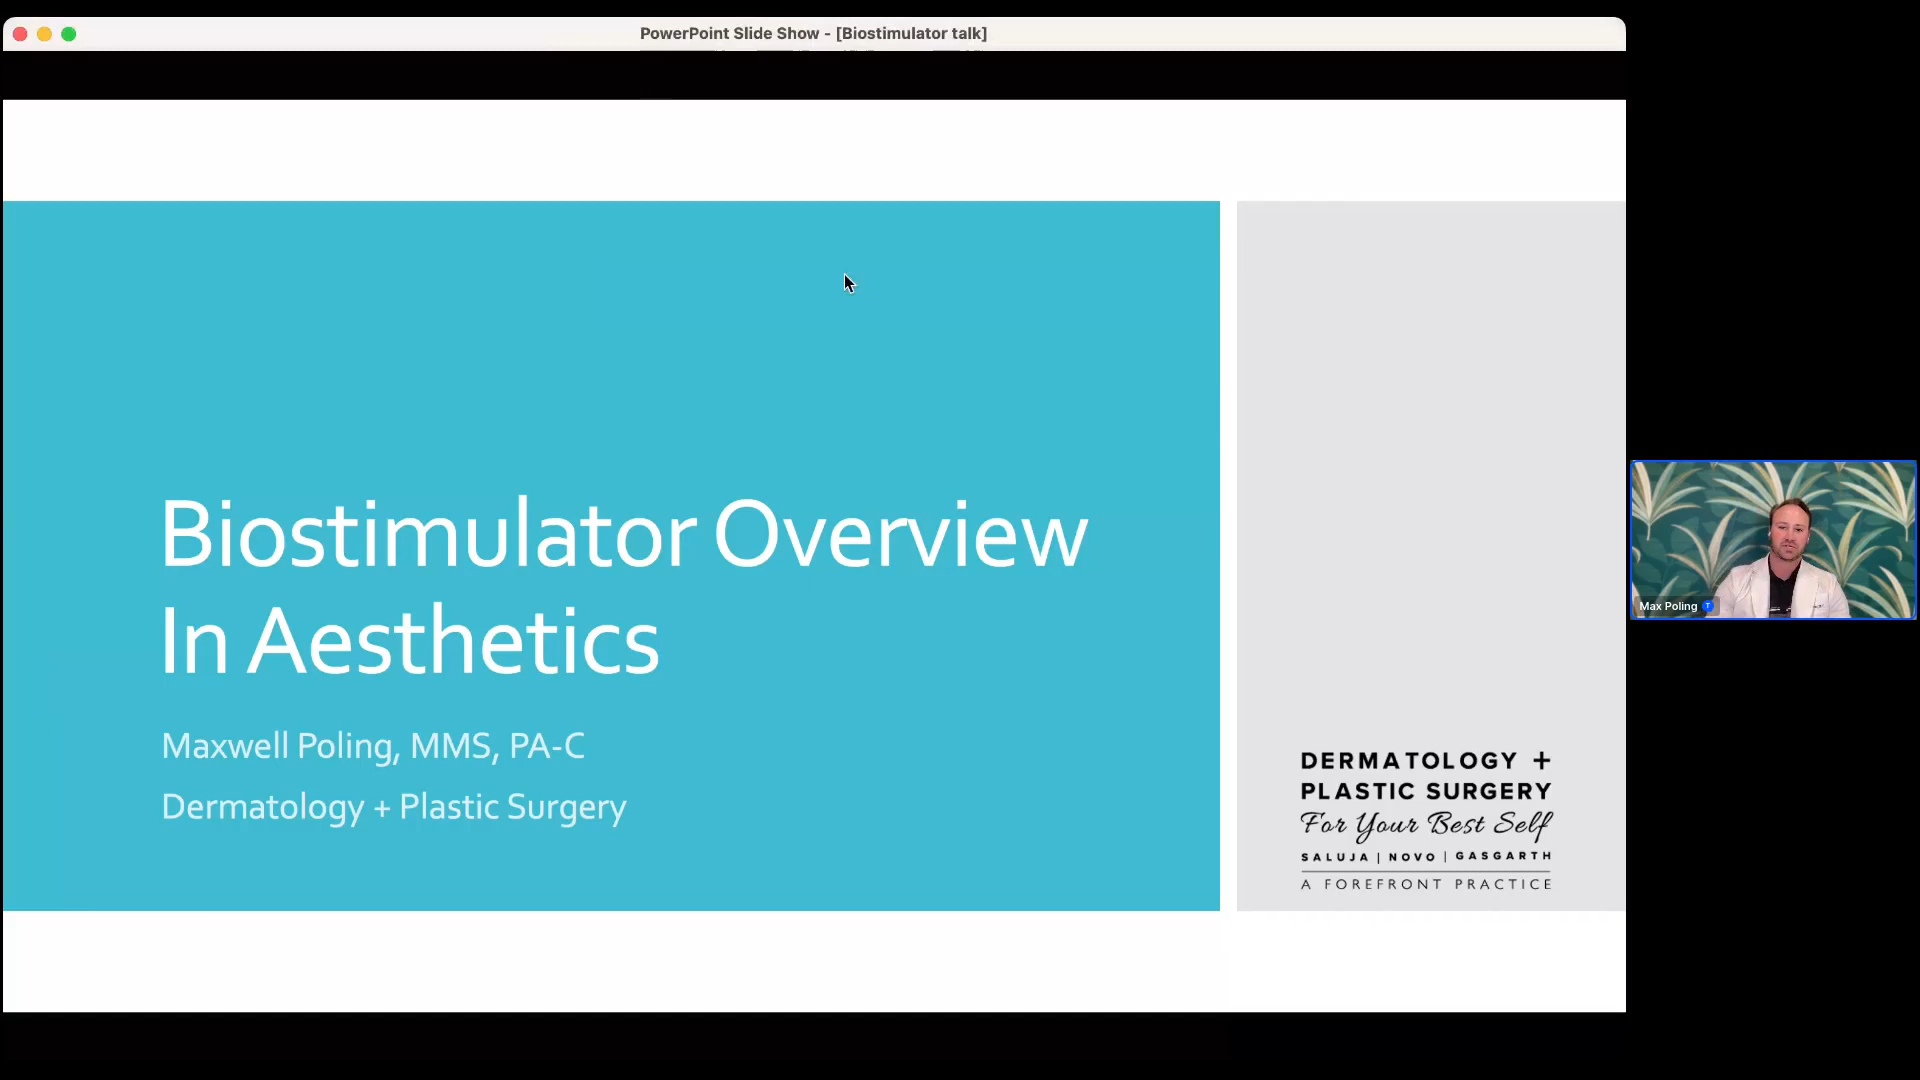 PowerPoint Slide Show - [Biostimulator talk]
Biostimulator Overview
In Aesthetics
Maxwell Poling, MMS, PA-C
Dermatology + Plastic Surgery
DERMATOLOGY +
PLASTIC SURGERY
For Your Best Self
SALUJA | NOVO | GASGARTH
A FOREFRONT PRACTICE
Max Poling T